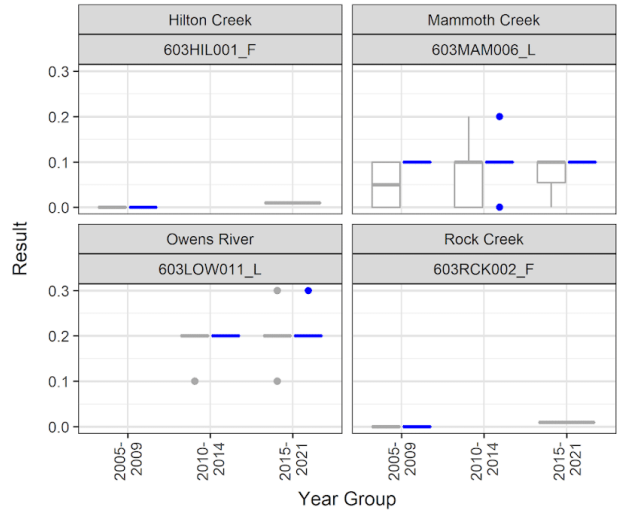 Hilton Creek
Mammoth Creek
603HIL001_F
603MAM006_L
0.3
0.2
0.1
0.0
Owens River
Rock Creek
603LOW011_L
603RCK002_F
0.3
0.2
0.1
0.0
Result
2005-
2009
2010-
2014
2015-
2021
2005-
2009
2010-
2014
2015-
2021
Year Group